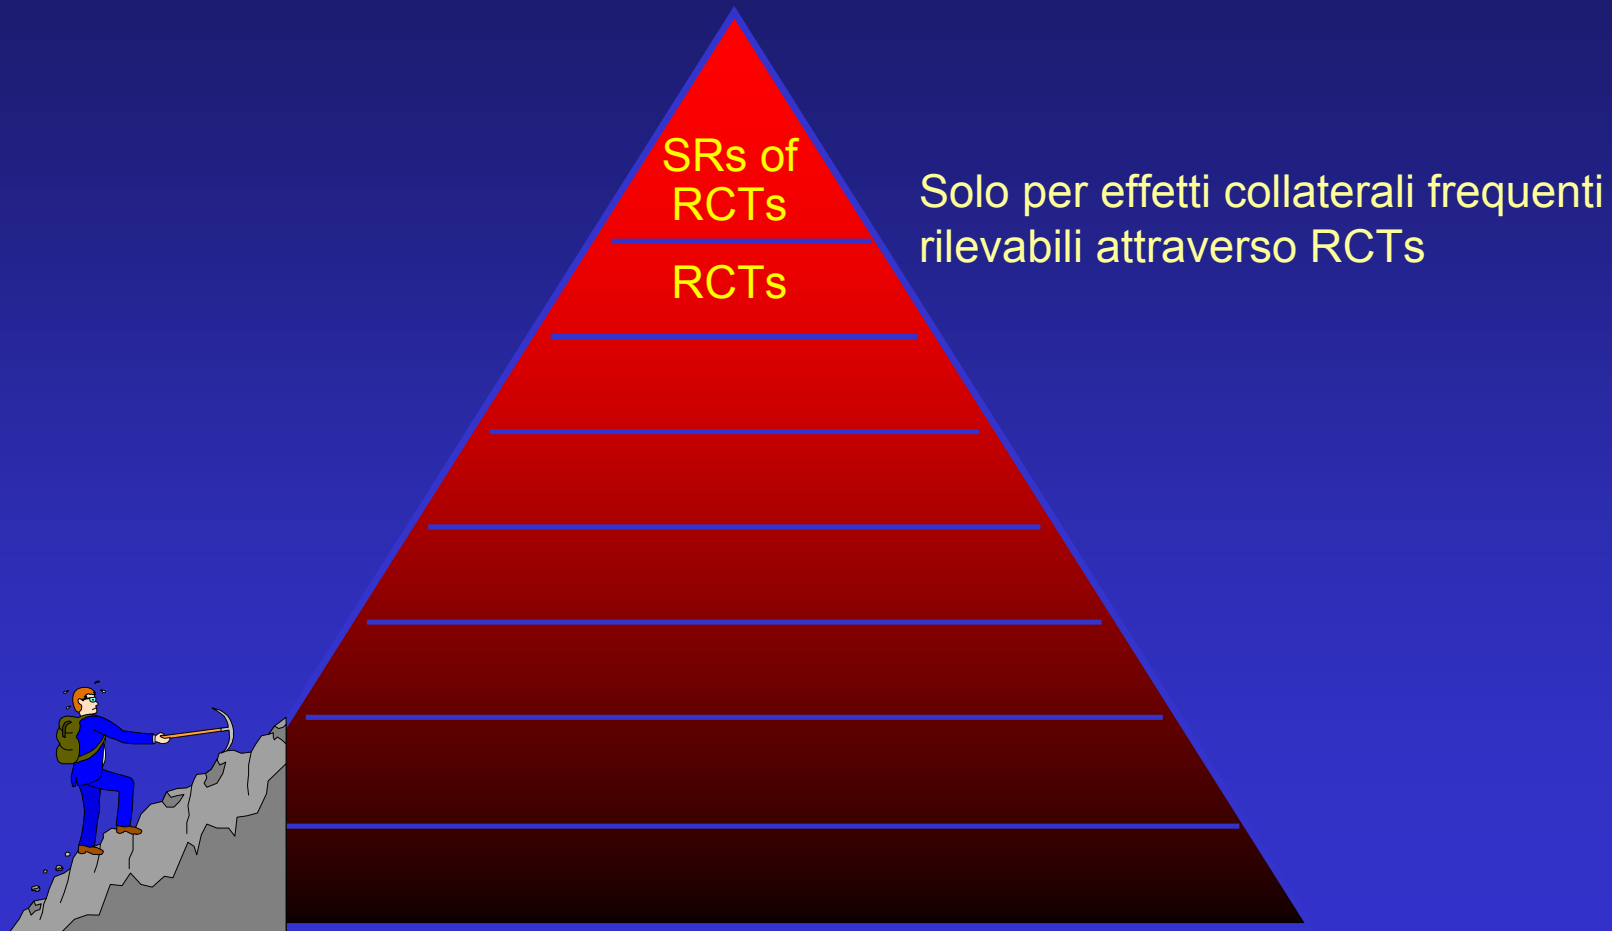 SRs of
RCTs
RCTs
Solo per effetti collaterali frequenti
rilevabili attraverso RCTs